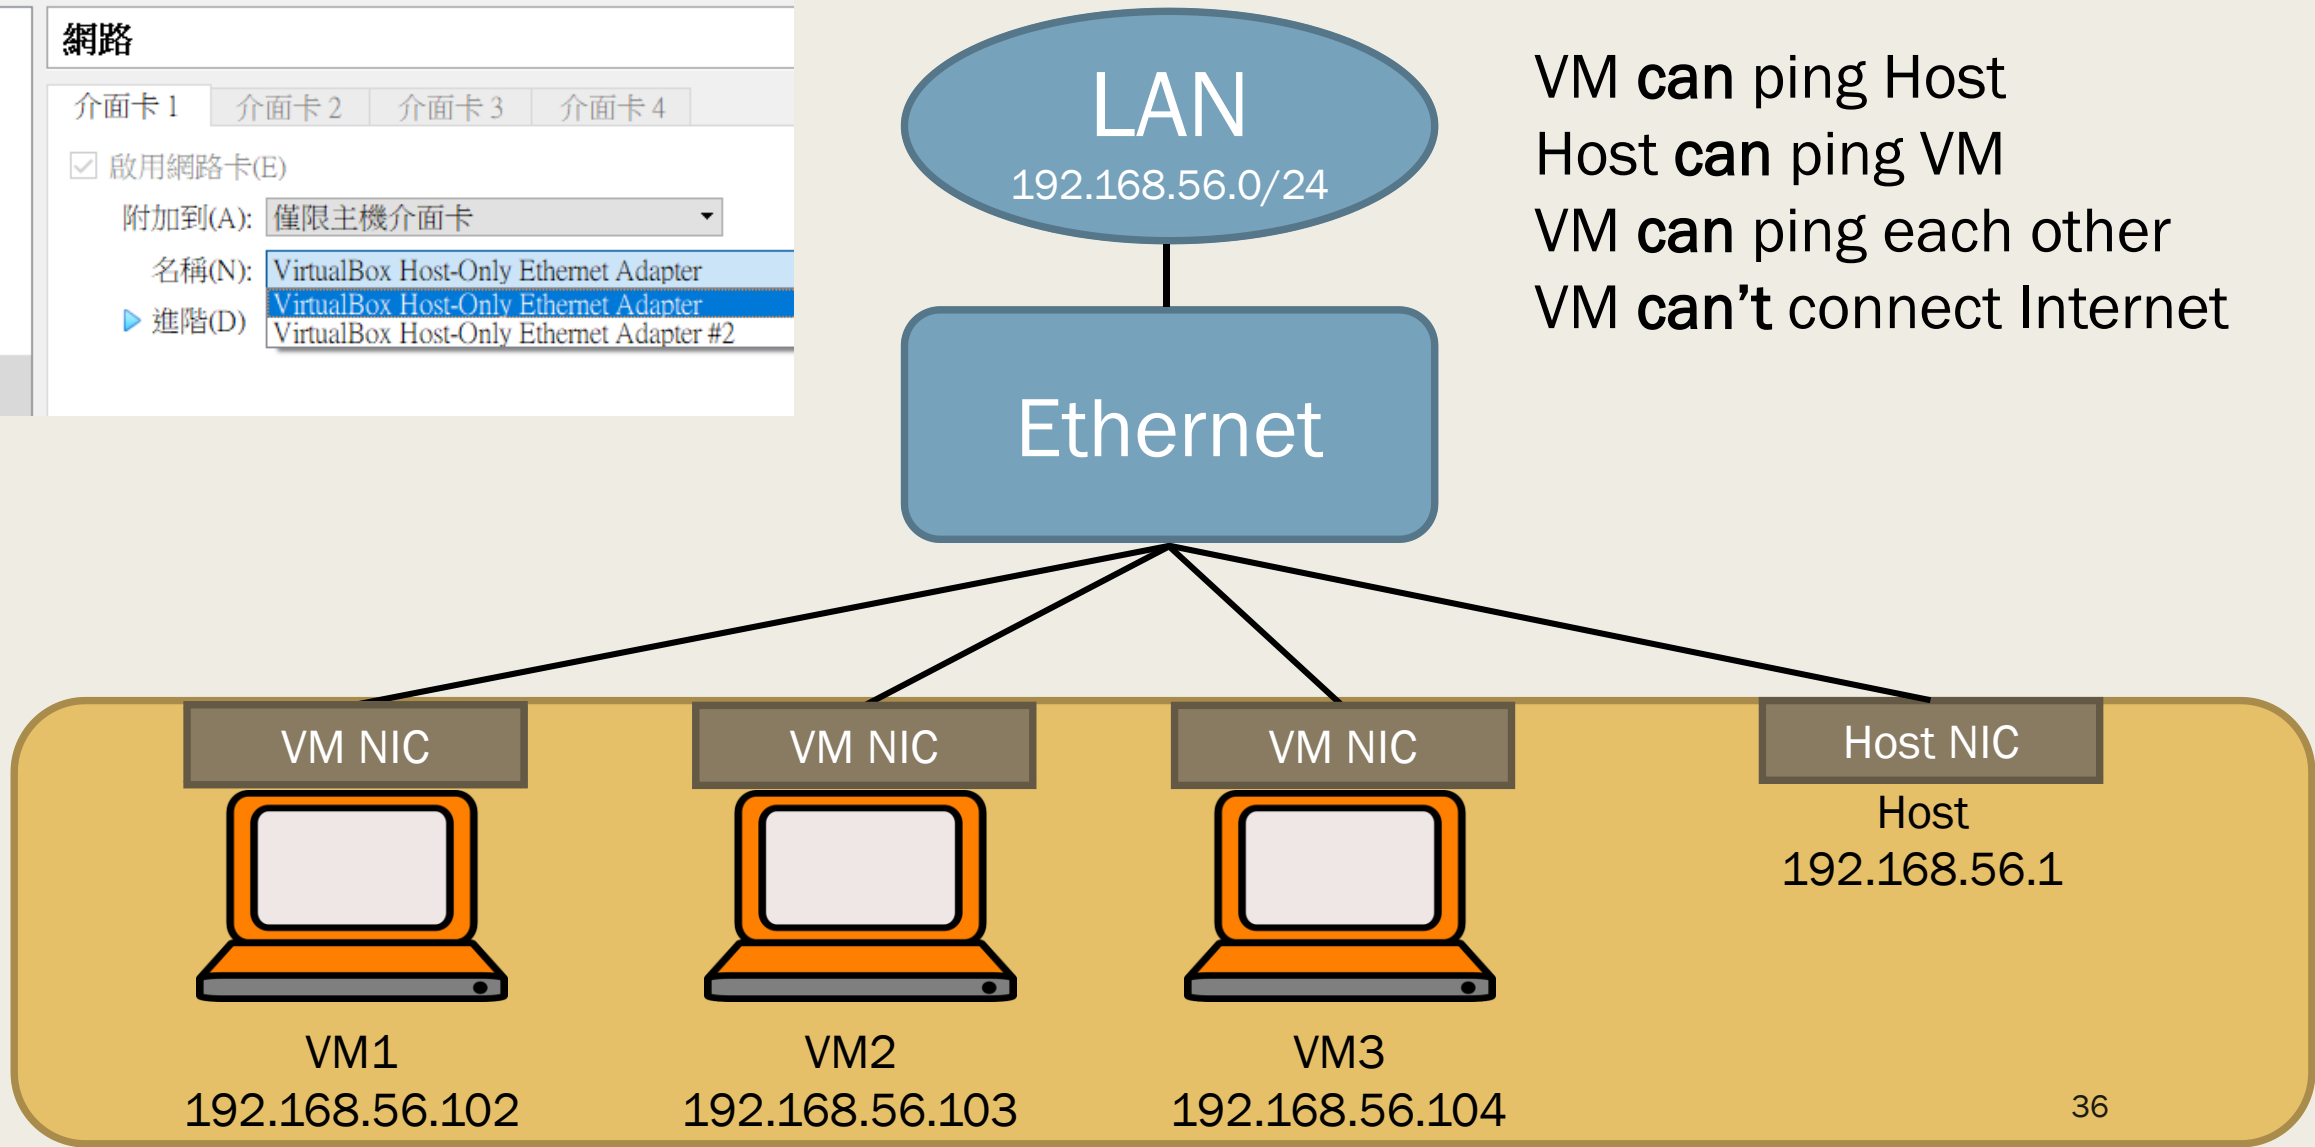 網路
介面卡 1 介面卡 2 介面卡 3 介面卡 4
啟用網路卡(E)
附加到(A): 僅限主機介面卡
名稱(N): VirtualBox Host-Only Ethernet Adapter
VirtualBox Host-Only Ethernet Adapter
進階(D)
VirtualBox Host-Only Ethernet Adapter #2
LAN
192.168.56.0/24
VM can ping Host
Host can ping VM
VM can ping each other
VM can’t connect Internet
Ethernet
VM NIC
VM NIC
VM NIC
Host NIC
Host
192.168.56.1
VM1
192.168.56.102
VM2
192.168.56.103
VM3
192.168.56.104
36